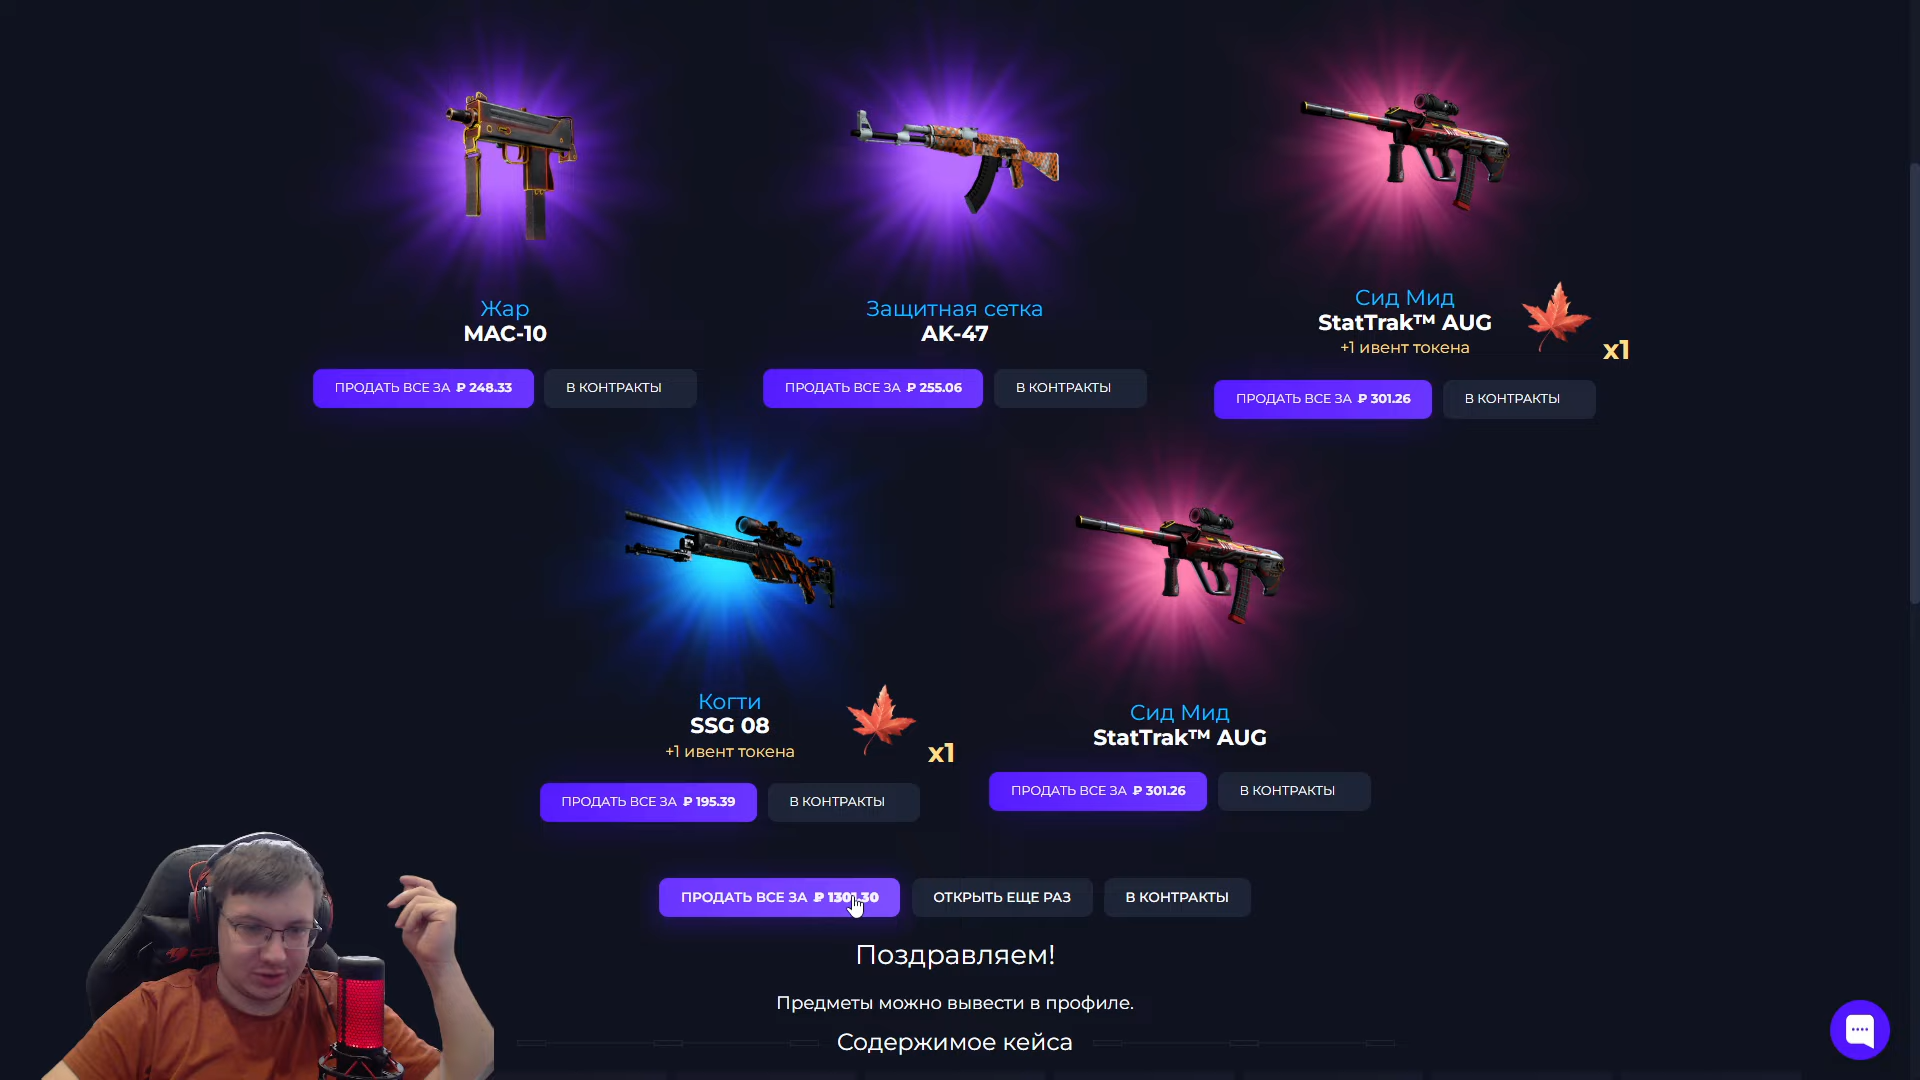 Жар
MAC-10
ПРОДАТЬ ВСЕ ЗА ₽ 248.33
В КОНТРАКТЫ
Защитная сетка
AK-47
ПРОДАТЬ ВСЕ ЗА ₽ 255.06
В КОНТРАКТЫ
Сид Мид
StatTrak™ AUG
+1 ивент токена
x1
ПРОДАТЬ ВСЕ ЗА ₽ 301.26
В КОНТРАКТЫ
Когти
SSG 08
+1 ивент токена
x1
ПРОДАТЬ ВСЕ ЗА ₽ 195.39
В КОНТРАКТЫ
Сид Мид
StatTrak™ AUG
ПРОДАТЬ ВСЕ ЗА ₽ 301.26
В КОНТРАКТЫ
ПРОДАТЬ ВСЕ ЗА ₽ 1301.30
ОТКРЫТЬ ЕЩЕ РАЗ
В КОНТРАКТЫ
Поздравляем!
Предметы можно вывести в профиле.
Содержимое кейса